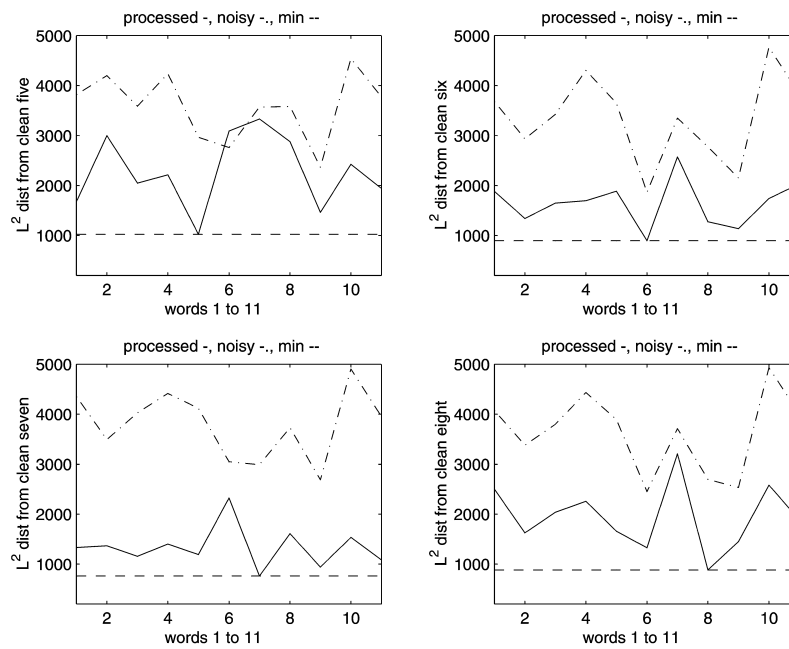 processed -, noisy -., min --
5000
4000
3000
2000
1000
L² dist from clean five
2 4 6 8 10
words 1 to 11
processed -, noisy -., min --
5000
4000
3000
2000
1000
L² dist from clean six
2 4 6 8 10
words 1 to 11
processed -, noisy -., min --
5000
4000
3000
2000
1000
L² dist from clean seven
2 4 6 8 10
words 1 to 11
processed -, noisy -., min --
5000
4000
3000
2000
1000
L² dist from clean eight
2 4 6 8 10
words 1 to 11